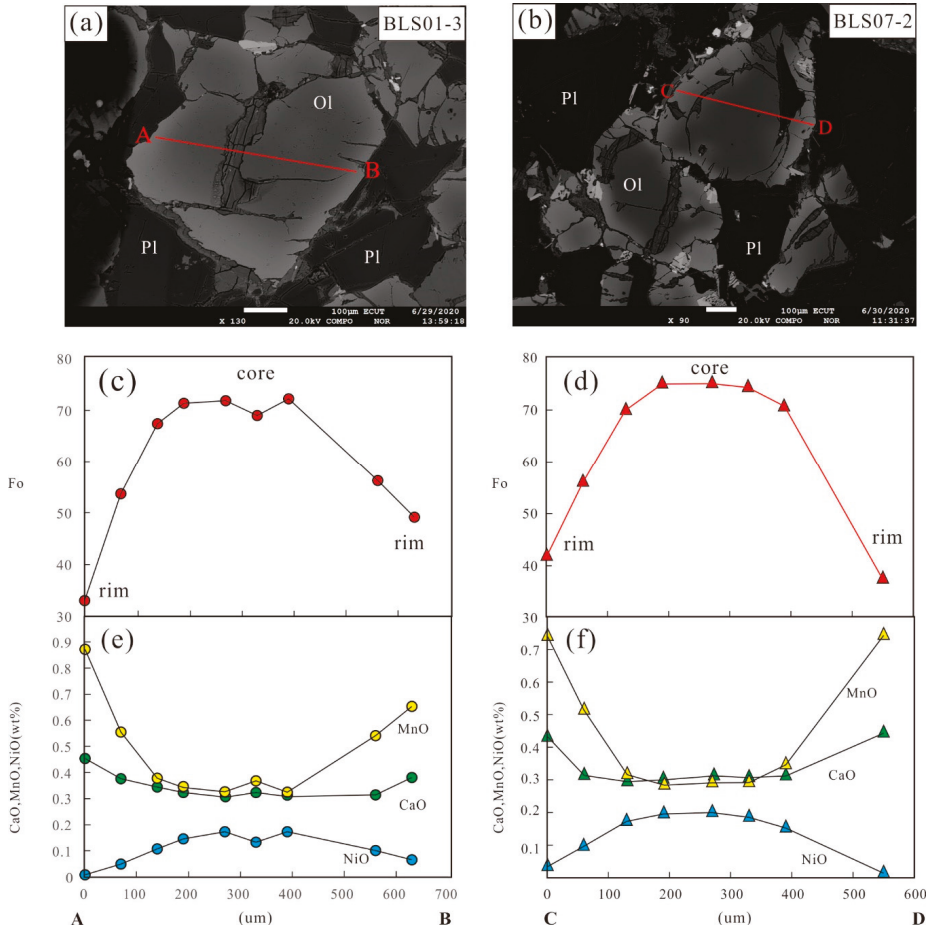 (a)
BLS01-3
Ol
A
B
Pl
Pl
100μm ECUT 6/29/2020
X 130 20.0kV COMPO NOR 13:59:18
(b)
BLS07-2
Pl
C
D
Ol
Pl
100μm ECUT 6/30/2020
X 90 20.0kV COMPO NOR 11:31:37
80
70
60
50
40
30
Fo
(c)
core
rim
rim
80
70
60
50
40
30
Fo
(d)
core
rim
rim
0.9
0.8
0.7
0.6
0.5
0.4
0.3
0.2
0.1
0
CaO,MnO,NiO(wt%)
(e)
MnO
CaO
NiO
0 100 200 300 400 500 600 700
A (um) B
0.7
0.6
0.5
0.4
0.3
0.2
0.1
CaO,MnO,NiO(wt%)
(f)
MnO
CaO
NiO
0 100 200 300 400 500 600
C (um) D